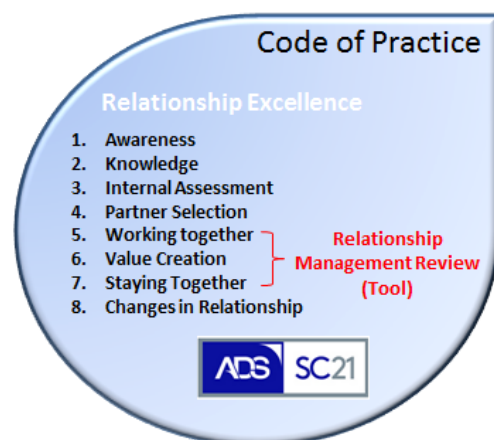 Code of Practice
Relationship Excellence
1. Awareness
2. Knowledge
3. Internal Assessment
4. Partner Selection
5. Working together
6. Value Creation
7. Staying Together
8. Changes in Relationship
Relationship
Management Review
(Tool)
ADS SC21